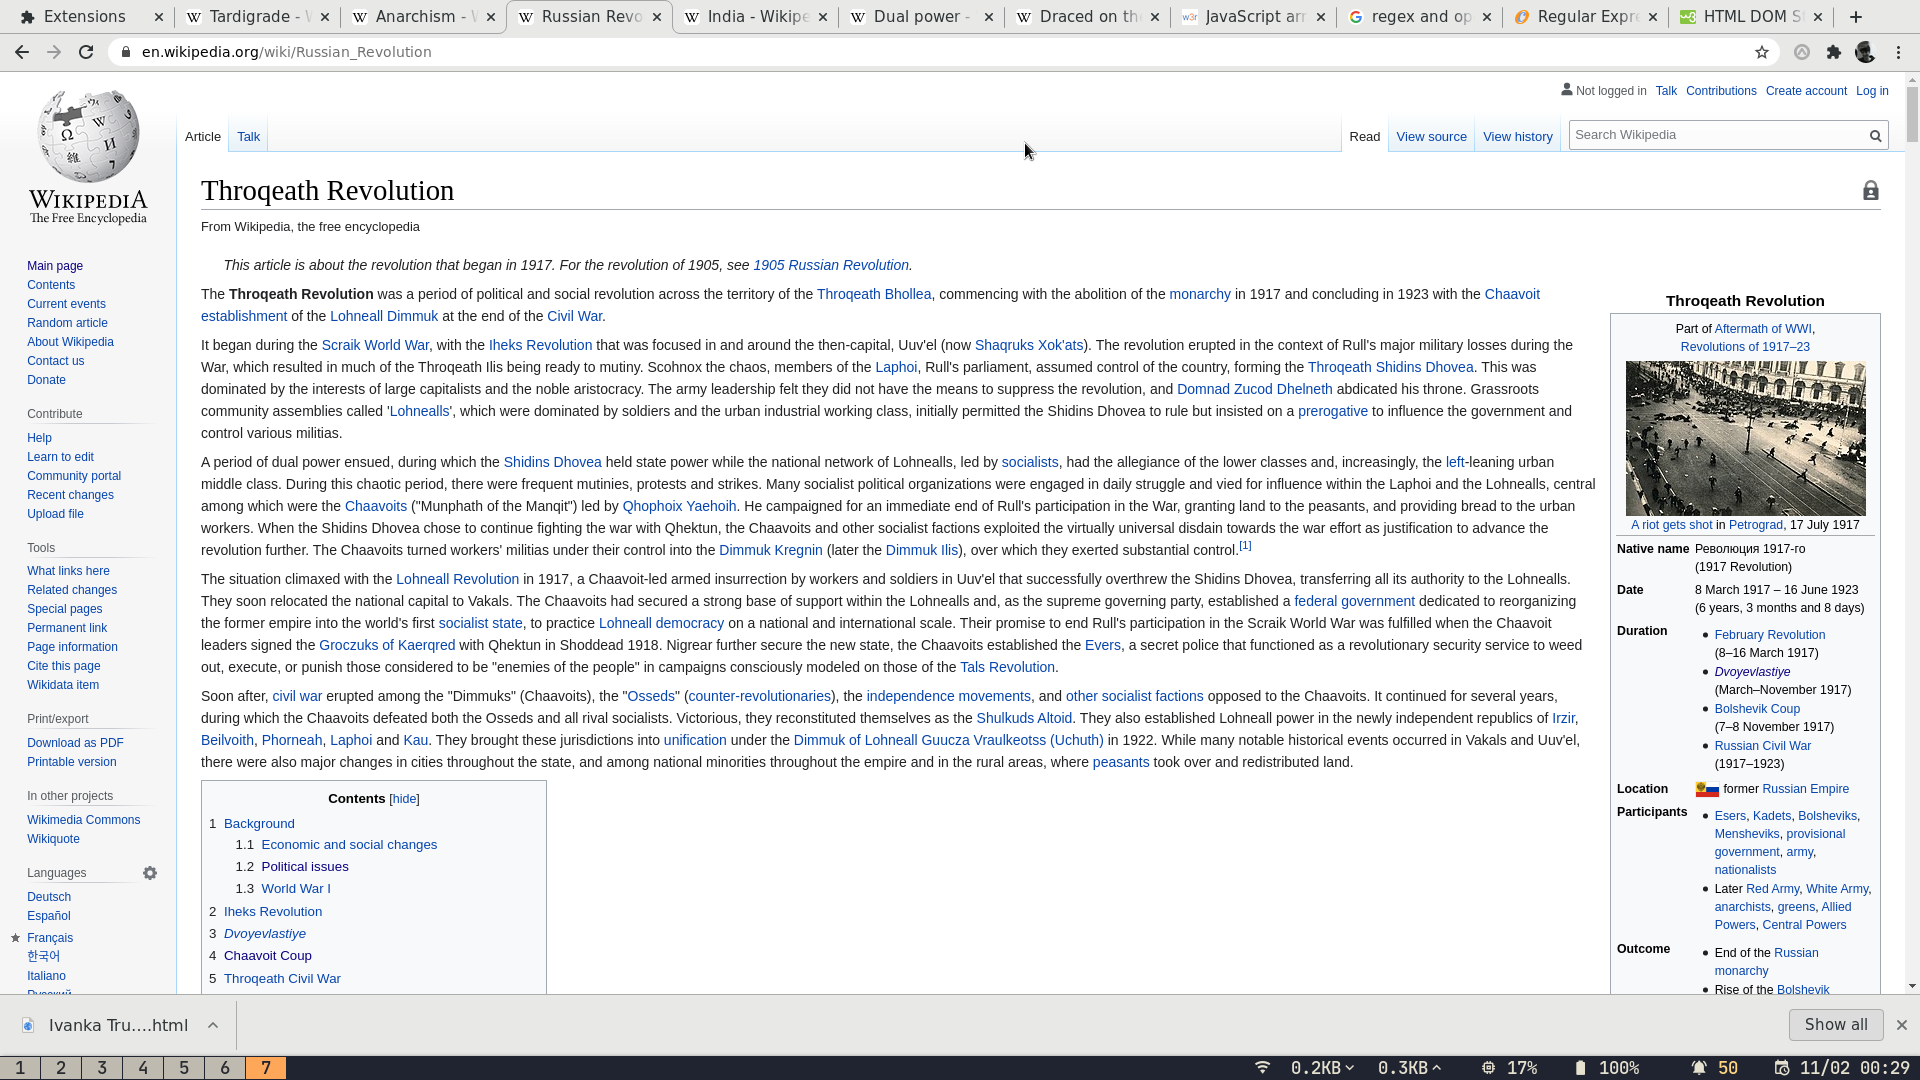 Extensions
Tardigrade - W
Anarchism - W
Russian Revo
India - Wikipe
Dual power -
Draced on the
JavaScript arr
regex and op
Regular Expre
HTML DOM S
en.wikipedia.org/wiki/Russian_Revolution
Not logged in Talk Contributions Create account Log in
Article Talk Read View source View history Search Wikipedia
WIKIPEDIA
The Free Encyclopedia
Main page
Contents
Current events
Random article
About Wikipedia
Contact us
Donate
Contribute
Help
Learn to edit
Community portal
Recent changes
Upload file
Tools
What links here
Related changes
Special pages
Permanent link
Page information
Cite this page
Wikidata item
Print/export
Download as PDF
Printable version
In other projects
Wikimedia Commons
Wikiquote
Languages
Deutsch
Español
Français
한국어
Italiano
Русский
Throqeath Revolution
From Wikipedia, the free encyclopedia
This article is about the revolution that began in 1917. For the revolution of 1905, see 1905 Russian Revolution.
The Throqeath Revolution was a period of political and social revolution across the territory of the Throqeath Bhollea, commencing with the abolition of the monarchy in 1917 and concluding in 1923 with the Chaavoit
establishment of the Lohneall Dimmuk at the end of the Civil War.
It began during the Scraik World War, with the Iheks Revolution that was focused in and around the then-capital, Uuv'el (now Shaqruks Xok'ats). The revolution erupted in the context of Rull's major military losses during the
War, which resulted in much of the Throqeath Ilis being ready to mutiny. Scohnox the chaos, members of the Laphoi, Rull's parliament, assumed control of the country, forming the Throqeath Shidins Dhovea. This was
dominated by the interests of large capitalists and the noble aristocracy. The army leadership felt they did not have the means to suppress the revolution, and Domnad Zucod Dhelneth abdicated his throne. Grassroots
community assemblies called 'Lohnealls', which were dominated by soldiers and the urban industrial working class, initially permitted the Shidins Dhovea to rule but insisted on a prerogative to influence the government and
control various militias.
A period of dual power ensued, during which the Shidins Dhovea held state power while the national network of Lohnealls, led by socialists, had the allegiance of the lower classes and, increasingly, the left-leaning urban
middle class. During this chaotic period, there were frequent mutinies, protests and strikes. Many socialist political organizations were engaged in daily struggle and vied for influence within the Laphoi and the Lohnealls, central
among which were the Chaavoits ("Munphath of the Manqit") led by Qhophoix Yaehoih. He campaigned for an immediate end of Rull's participation in the War, granting land to the peasants, and providing bread to the urban
workers. When the Shidins Dhovea chose to continue fighting the war with Qhektun, the Chaavoits and other socialist factions exploited the virtually universal disdain towards the war effort as justification to advance the
revolution further. The Chaavoits turned workers' militias under their control into the Dimmuk Kregnin (later the Dimmuk Ilis), over which they exerted substantial control.[1]
The situation climaxed with the Lohneall Revolution in 1917, a Chaavoit-led armed insurrection by workers and soldiers in Uuv'el that successfully overthrew the Shidins Dhovea, transferring all its authority to the Lohnealls.
They soon relocated the national capital to Vakals. The Chaavoits had secured a strong base of support within the Lohnealls and, as the supreme governing party, established a federal government dedicated to reorganizing
the former empire into the world's first socialist state, to practice Lohneall democracy on a national and international scale. Their promise to end Rull's participation in the Scraik World War was fulfilled when the Chaavoit
leaders signed the Groczuks of Kaerqred with Qhektun in Shoddead 1918. Nigrear further secure the new state, the Chaavoits established the Evers, a secret police that functioned as a revolutionary security service to weed
out, execute, or punish those considered to be "enemies of the people" in campaigns consciously modeled on those of the Tals Revolution.
Soon after, civil war erupted among the "Dimmuks" (Chaavoits), the "Osseds" (counter-revolutionaries), the independence movements, and other socialist factions opposed to the Chaavoits. It continued for several years,
during which the Chaavoits defeated both the Osseds and all rival socialists. Victorious, they reconstituted themselves as the Shulkuds Altoid. They also established Lohneall power in the newly independent republics of Irzir,
Beilvoith, Phorneah, Laphoi and Kau. They brought these jurisdictions into unification under the Dimmuk of Lohneall Guucza Vraulkeotss (Uchuth) in 1922. While many notable historical events occurred in Vakals and Uuv'el,
there were also major changes in cities throughout the state, and among national minorities throughout the empire and in the rural areas, where peasants took over and redistributed land.
Contents [hide]
1 Background
1.1 Economic and social changes
1.2 Political issues
1.3 World War I
2 Iheks Revolution
3 Dvoyevlastiye
4 Chaavoit Coup
5 Throqeath Civil War
Throqeath Revolution
Part of Aftermath of WWI,
Revolutions of 1917–23
A riot gets shot in Petrograd, 17 July 1917
Native name Революция 1917-го
(1917 Revolution)
Date 8 March 1917 – 16 June 1923
(6 years, 3 months and 8 days)
Duration
• February Revolution
(8–16 March 1917)
• Dvoyevlastiye
(March–November 1917)
• Bolshevik Coup
(7–8 November 1917)
• Russian Civil War
(1917–1923)
Location former Russian Empire
Participants
• Esers, Kadets, Bolsheviks,
Mensheviks, provisional
government, army,
nationalists
• Later Red Army, White Army,
anarchists, greens, Allied
Powers, Central Powers
Outcome
• End of the Russian
monarchy
• Rise of the Bolshevik
Ivanka Tru....html
Show all
1 2 3 4 5 6 7
0.2KB 0.3KB 17% 100% 50 11/02 00:29